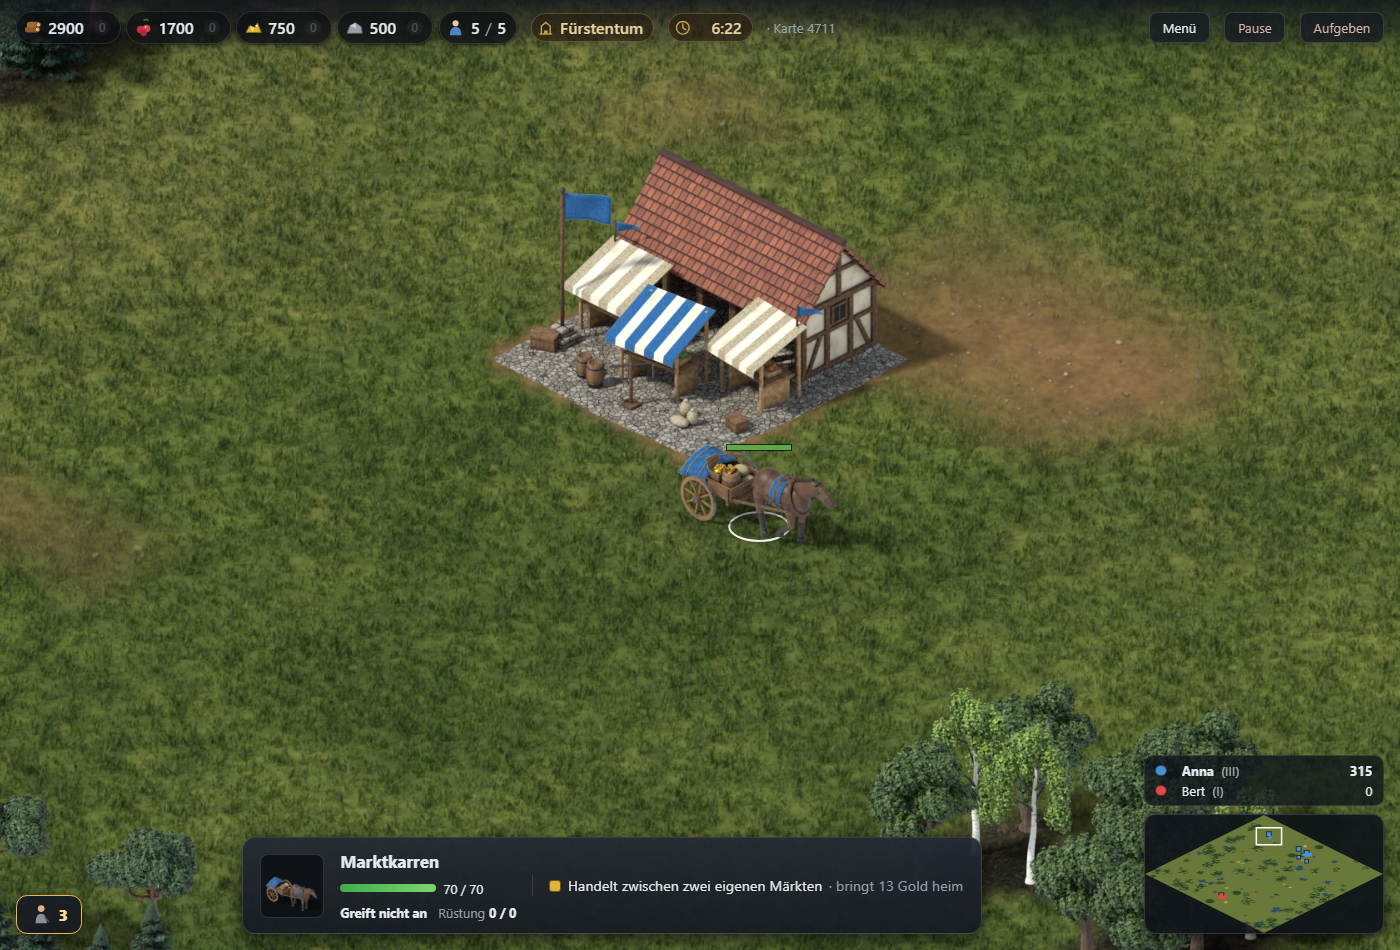 2900 0 1700 0 750 0 500 0 5 / 5 Fürstentum 6:22 · Karte 4711 Menü Pause Aufgeben
Anna (III) 315
Bert (I) 0
Marktkarren
70 / 70
Handelt zwischen zwei eigenen Märkten · bringt 13 Gold heim
Greift nicht an Rüstung 0 / 0
3